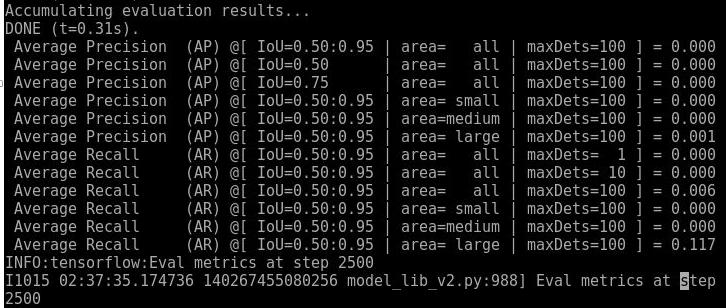 Accumulating evaluation results...
DONE (t=0.31s).
Average Precision  (AP) @[ IoU=0.50:0.95 | area=   all | maxDets=100 ] = 0.000
Average Precision  (AP) @[ IoU=0.50      | area=   all | maxDets=100 ] = 0.000
Average Precision  (AP) @[ IoU=0.75      | area=   all | maxDets=100 ] = 0.000
Average Precision  (AP) @[ IoU=0.50:0.95 | area= small | maxDets=100 ] = 0.000
Average Precision  (AP) @[ IoU=0.50:0.95 | area=medium | maxDets=100 ] = 0.000
Average Precision  (AP) @[ IoU=0.50:0.95 | area= large | maxDets=100 ] = 0.001
Average Recall     (AR) @[ IoU=0.50:0.95 | area=   all | maxDets=  1 ] = 0.000
Average Recall     (AR) @[ IoU=0.50:0.95 | area=   all | maxDets= 10 ] = 0.000
Average Recall     (AR) @[ IoU=0.50:0.95 | area=   all | maxDets=100 ] = 0.006
Average Recall     (AR) @[ IoU=0.50:0.95 | area= small | maxDets=100 ] = 0.000
Average Recall     (AR) @[ IoU=0.50:0.95 | area=medium | maxDets=100 ] = 0.000
Average Recall     (AR) @[ IoU=0.50:0.95 | area= large | maxDets=100 ] = 0.117
INFO:tensorflow:Eval metrics at step 2500
I1015 02:37:35.174736 140267455080256 model_lib_v2.py:988] Eval metrics at step
2500